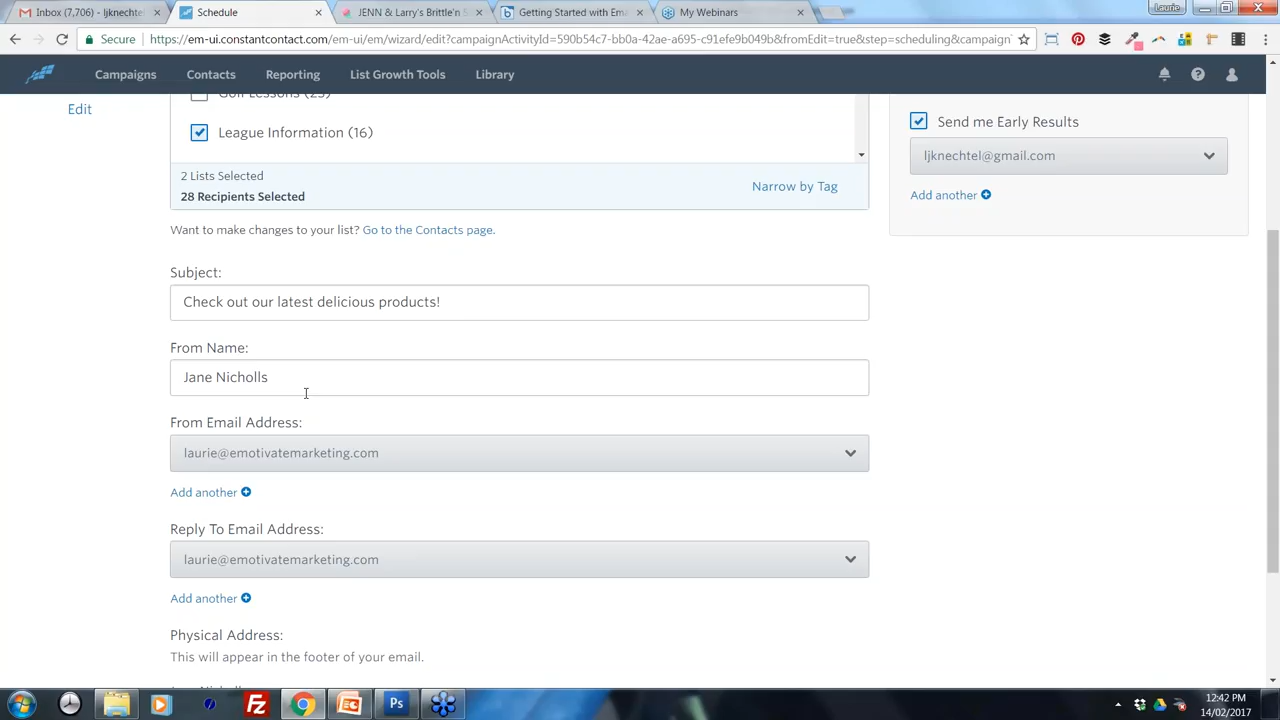 Inbox (7,706) - ljknechte
Schedule
JENN & Larry's Brittle'n S
Getting Started with Ema
My Webinars
Laurie
Secure
https://em-ui.constantcontact.com/em-ui/em/wizard/edit?campaignActivityId=590b54c7-bb0a-42ae-a695-c91efe9b049b&fromEdit=true&step=scheduling&campaign
Campaigns
Contacts
Reporting
List Growth Tools
Library
Edit
Golf Lessons (25)
League Information (16)
2 Lists Selected
28 Recipients Selected
Narrow by Tag
Send me Early Results
ljknechtel@gmail.com
Add another
Want to make changes to your list? Go to the Contacts page.
Subject:
Check out our latest delicious products!
From Name:
Jane Nicholls
From Email Address:
laurie@emotivatemarketing.com
Add another
Reply To Email Address:
laurie@emotivatemarketing.com
Add another
Physical Address:
This will appear in the footer of your email.
12:42 PM
14/02/2017